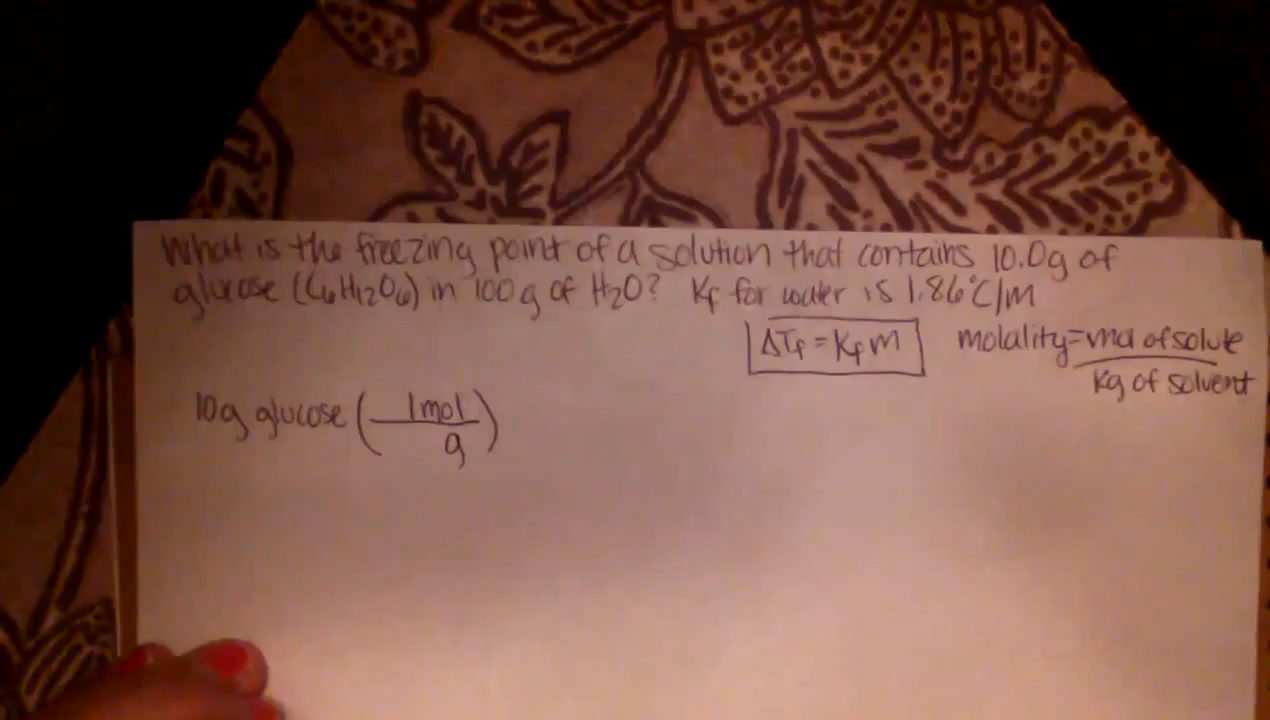 What is the freezing point of a solution that contains 10.0g of
glucose (C6H12O6) in 100g of H2O? Kf for water is 1.86°C/m
ΔTf = Kfm
molality = mol of solute
kg of solvent
10g glucose (1mol
g)